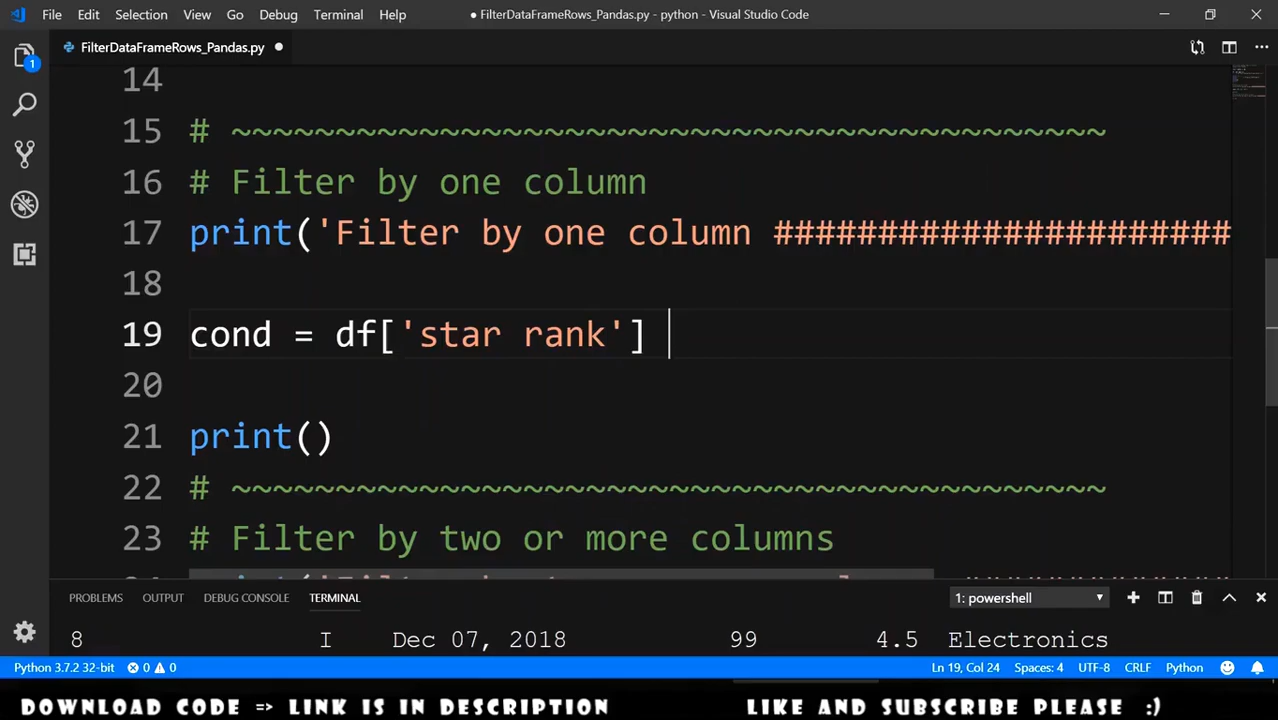 File Edit Selection View Go Debug Terminal Help ● FilterDataFrameRows_Pandas.py - python - Visual Studio Code
FilterDataFrameRows_Pandas.py ●
14
15 # ~~~~~~~~~~~~~~~~~~~~~~~~~~~~~~~~~~~~~~~~~~
16 # Filter by one column
17 print('Filter by one column ######################
18
19 cond = df['star rank']
20
21 print()
22 # ~~~~~~~~~~~~~~~~~~~~~~~~~~~~~~~~~~~~~~~~~~
23 # Filter by two or more columns
1
PROBLEMS OUTPUT DEBUG CONSOLE TERMINAL 1: powershell
8 I Dec 07, 2018 99 4.5 Electronics
Python 3.7.2 32-bit 0 0 Ln 19, Col 24 Spaces: 4 UTF-8 CRLF Python
DOWNLOAD CODE => LINK IS IN DESCRIPTION LIKE AND SUBSCRIBE PLEASE :)